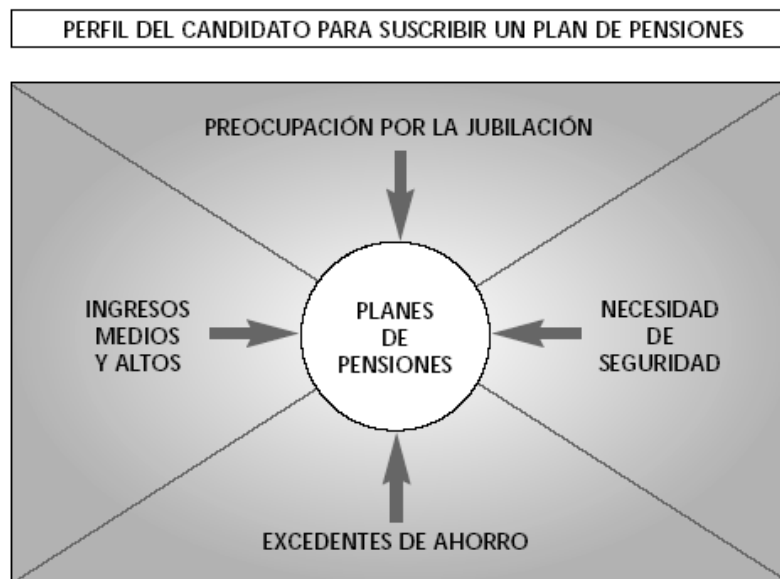 PERFIL DEL CANDIDATO PARA SUSCRIBIR UN PLAN DE PENSIONES
PREOCUPACIÓN POR LA JUBILACIÓN
INGRESOS
MEDIOS
Y ALTOS
PLANES
DE
PENSIONES
NECESIDAD
DE
SEGURIDAD
EXCEDENTES DE AHORRO